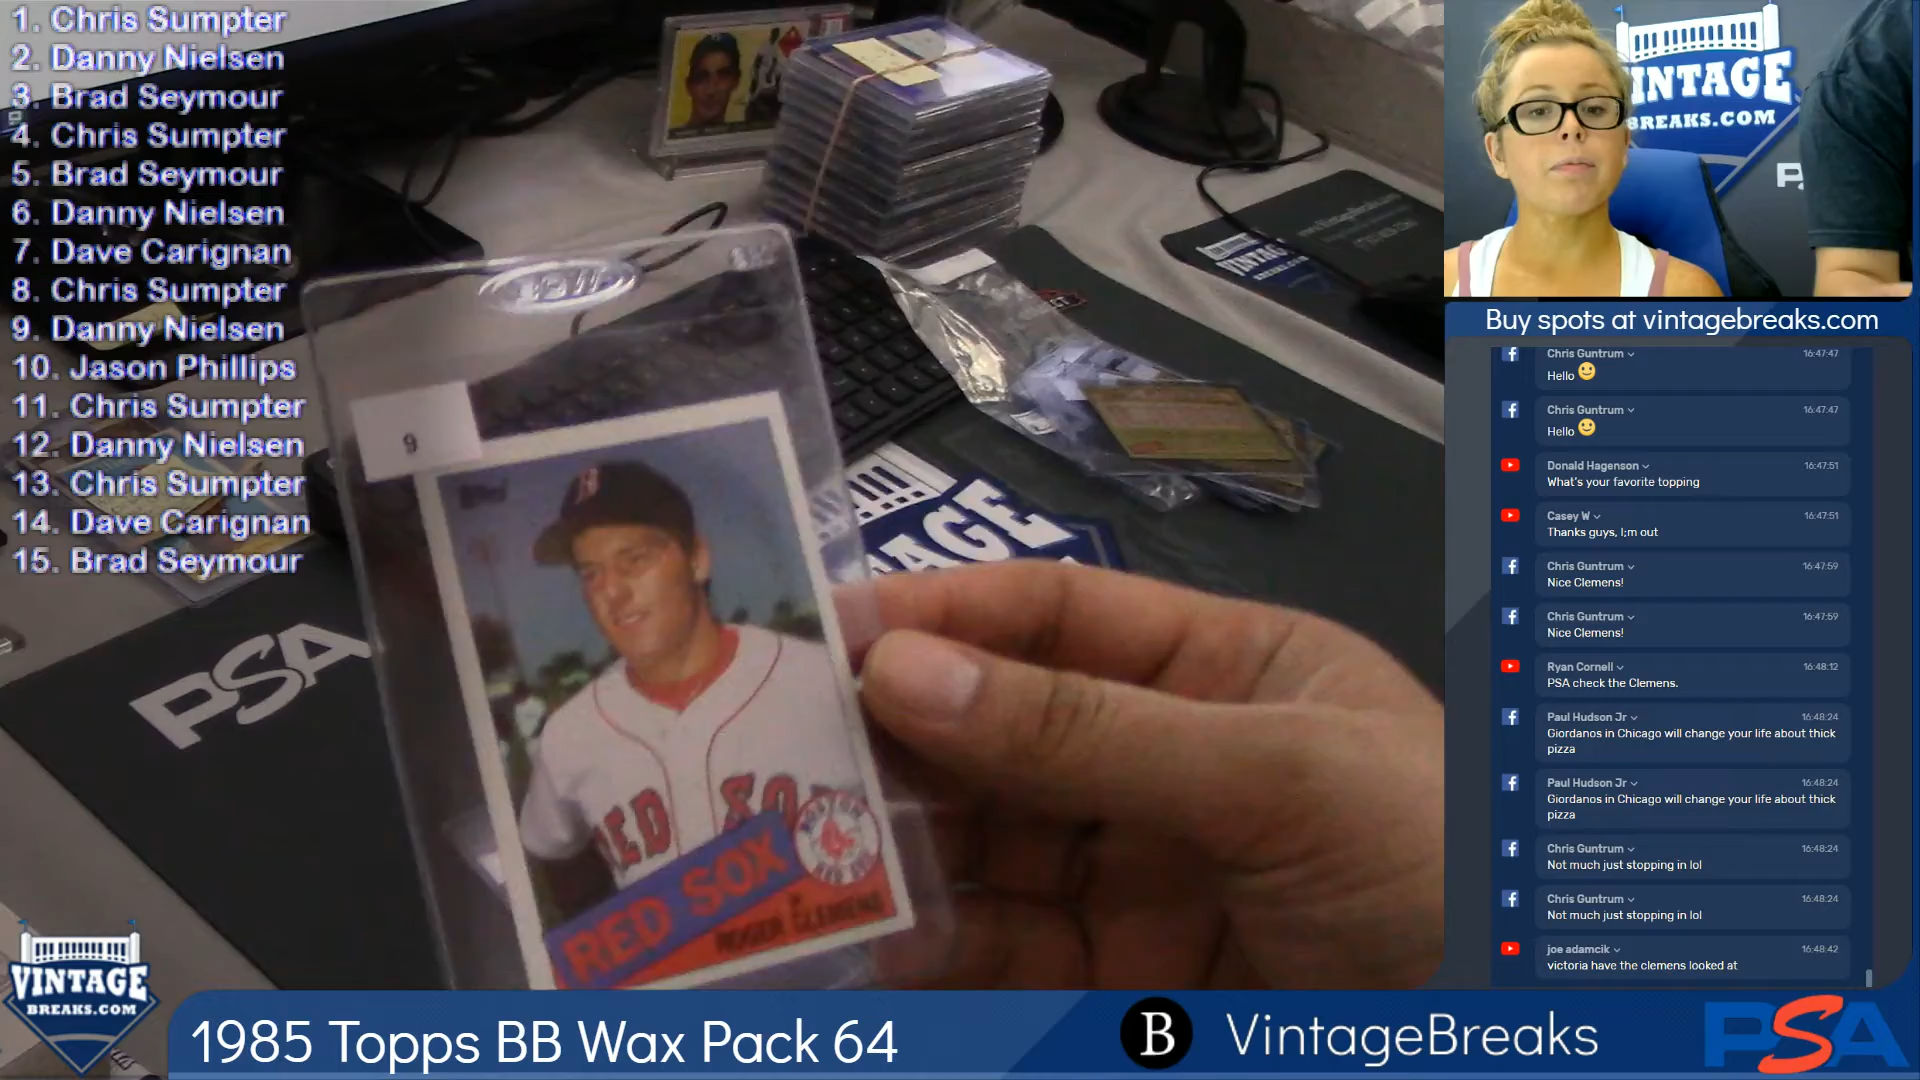 1. Chris Sumpter
2. Danny Nielsen
3. Brad Seymour
4. Chris Sumpter
5. Brad Seymour
6. Danny Nielsen
7. Dave Carignan
8. Chris Sumpter
9. Danny Nielsen
10. Jason Phillips
11. Chris Sumpter
12. Danny Nielsen
13. Chris Sumpter
14. Dave Carignan
15. Brad Seymour
9
B
RED SOX
RED SOX
ROGER CLEMENS
PSA
VINTAGE
VINTAGE
BREAKS.COM
Buy spots at vintagebreaks.com
Chris Guntrum 16:47:47
Hello
Chris Guntrum 16:47:47
Hello
Donald Hagenson 16:47:51
What's your favorite topping
Casey W 16:47:51
Thanks guys, I;m out
Chris Guntrum 16:47:59
Nice Clemens!
Chris Guntrum 16:47:59
Nice Clemens!
Ryan Cornell 16:48:12
PSA check the Clemens.
Paul Hudson Jr 16:48:24
Giordanos in Chicago will change your life about thick
pizza
Paul Hudson Jr 16:48:24
Giordanos in Chicago will change your life about thick
pizza
Chris Guntrum 16:48:24
Not much just stopping in lol
Chris Guntrum 16:48:24
Not much just stopping in lol
joe adamcik 16:48:42
victoria have the clemens looked at
VINTAGE
BREAKS.COM
1985 Topps BB Wax Pack 64
B
VintageBreaks
PSA